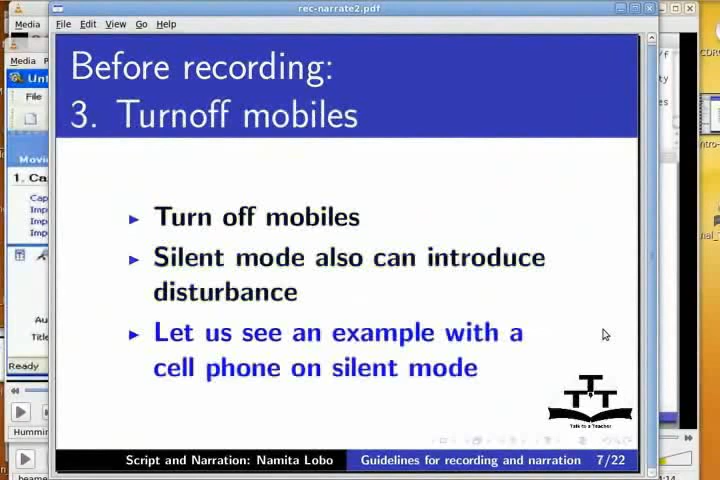 rec-narrate2.pdf
File Edit View Go Help
Media
Media
File
Movi
Ready
Before recording:
3. Turnoff mobiles
Turn off mobiles
Silent mode also can introduce
disturbance
Let us see an example with a
cell phone on silent mode
Talk to a Teacher
Script and Narration: Namita Lobo
Guidelines for recording and narration 7/22